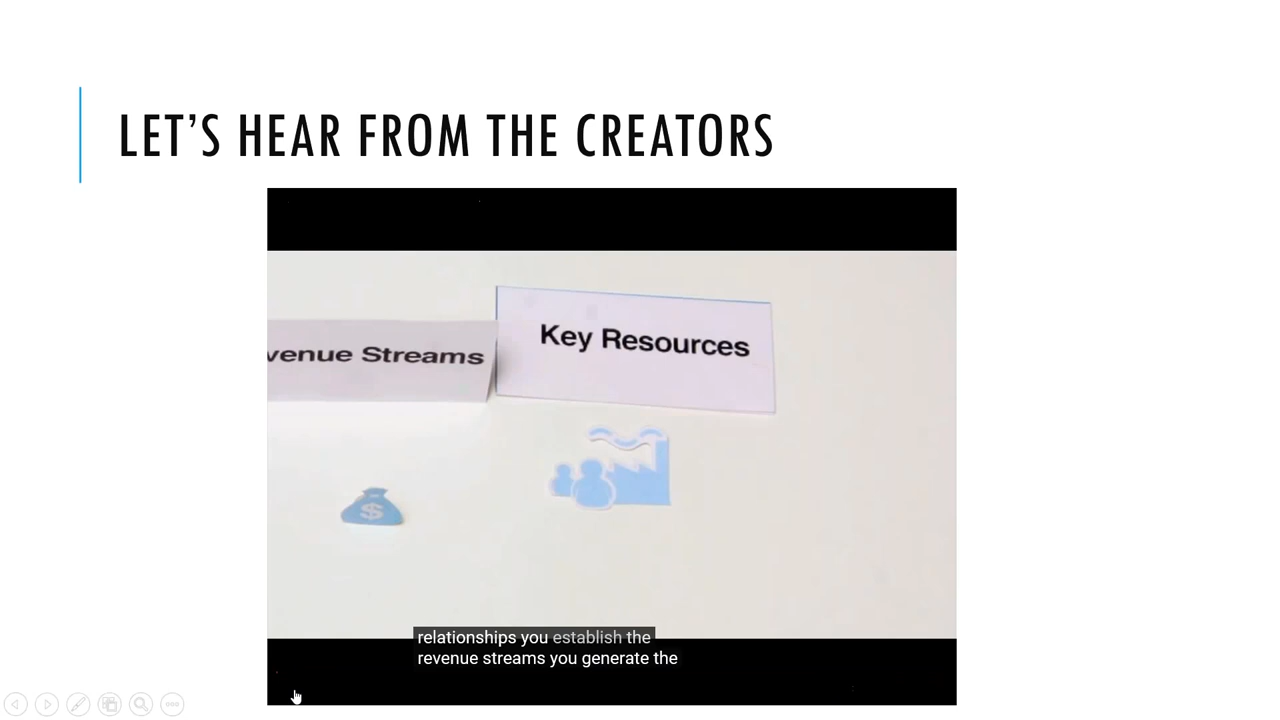 LET'S HEAR FROM THE CREATORS
Key Resources
venue Streams
$
relationships you establish the
revenue streams you generate the